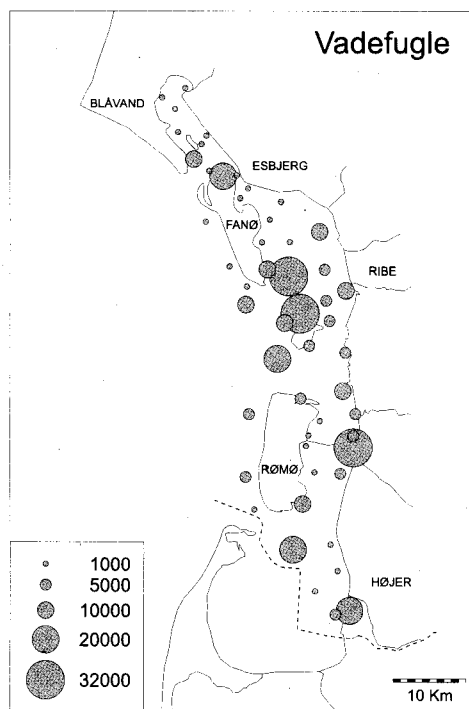 Vadefugle
BLÅVAND
ESBJERG
FANØ
RIBE
RØMØ
HØJER
1000
5000
10000
20000
32000
10 Km